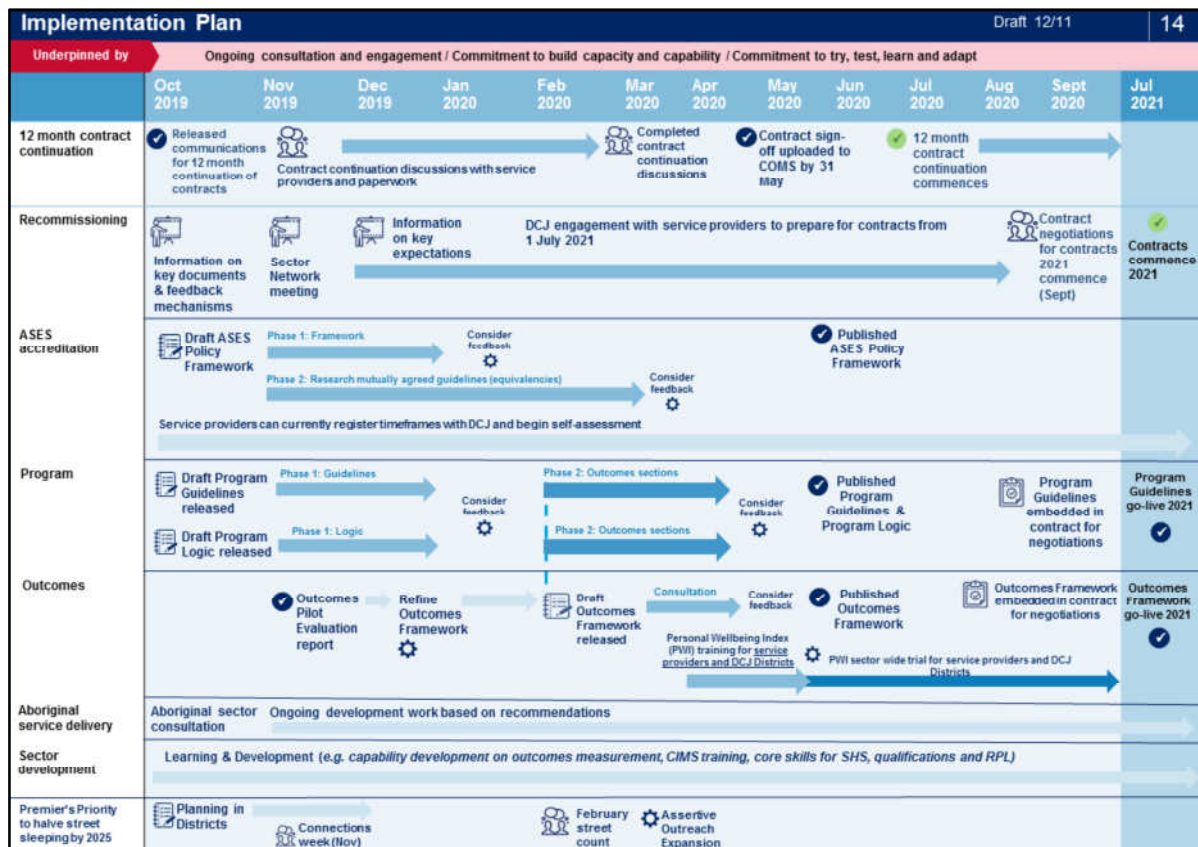 Implementation Plan
Draft 12/11
14
Underpinned by
Ongoing consultation and engagement / Commitment to build capacity and capability / Commitment to try, test, learn and adapt
Oct
2019
Nov
2019
Dec
2019
Jan
2020
Feb
2020
Mar
2020
Apr
2020
May
2020
Jun
2020
Jul
2020
Aug
2020
Sept
2020
Jul
2021
12 month contract
continuation
Released
communications
for 12 month
continuation of
contracts
Contract continuation discussions with service
providers and paperwork
Completed
contract
continuation
discussions
Contract sign-
off uploaded to
COMS by 31
May
12 month
contract
continuation
commences
Recommissioning
Information on
key documents
& feedback
mechanisms
Sector
Network
meeting
Information
on key
expectations
DCJ engagement with service providers to prepare for contracts from
1 July 2021
Contract
negotiations
for contracts
2021
commence
(Sept)
Contracts
commence
2021
ASES
accreditation
Draft ASES
Policy
Framework
Phase 1: Framework
Consider
feedback
Phase 2: Research mutually agreed guidelines (equivalencies)
Consider
feedback
Published
ASES Policy
Framework
Service providers can currently register timeframes with DCJ and begin self-assessment
Program
Draft Program
Guidelines
released
Phase 1: Guidelines
Draft Program
Logic released
Phase 1: Logic
Consider
feedback
Phase 2: Outcomes sections
Phase 2: Outcomes sections
Consider
feedback
Published
Program
Guidelines &
Program Logic
Program
Guidelines
embedded in
contract for
negotiations
Program
Guidelines
go-live 2021
Outcomes
Outcomes
Pilot
Evaluation
report
Refine
Outcomes
Framework
Draft
Outcomes
Framework
released
Consultation
Consider
feedback
Published
Outcomes
Framework
Outcomes Framework
embedded in contract
for negotiations
Outcomes
Framework
go-live 2021
Personal Wellbeing Index
(PWI) training for service
providers and DCJ Districts
PWI sector wide trial for service providers and DCJ
Districts
Aboriginal
service delivery
Aboriginal sector
consultation
Ongoing development work based on recommendations
Sector
development
Learning & Development (e.g. capability development on outcomes measurement, CIMS training, core skills for SHS, qualifications and RPL)
Premier's Priority
to halve street
sleeping by 2025
Planning in
Districts
Connections
week (Nov)
February
street
count
Assertive
Outreach
Expansion